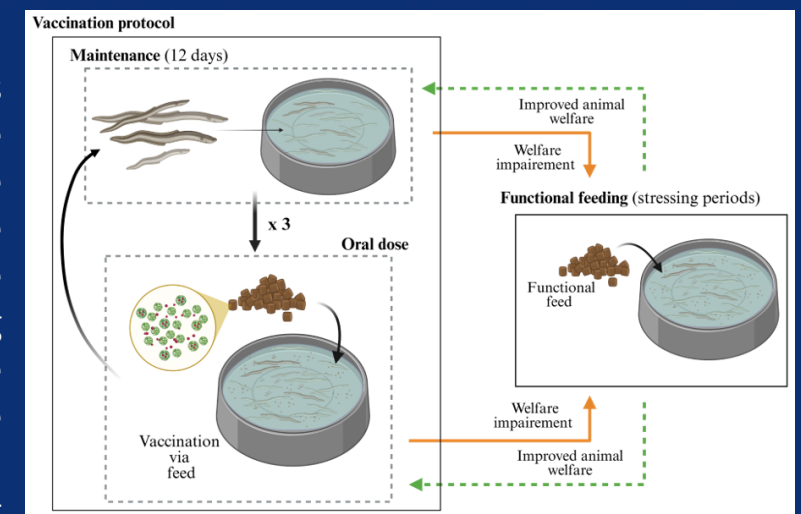 Vaccination protocol
Maintenance (12 days)
Improved animal
welfare
Welfare
impairement
Functional feeding (stressing periods)
x 3
Oral dose
Functional
feed
Vaccination
via
feed
Welfare
impairement
Improved animal
welfare